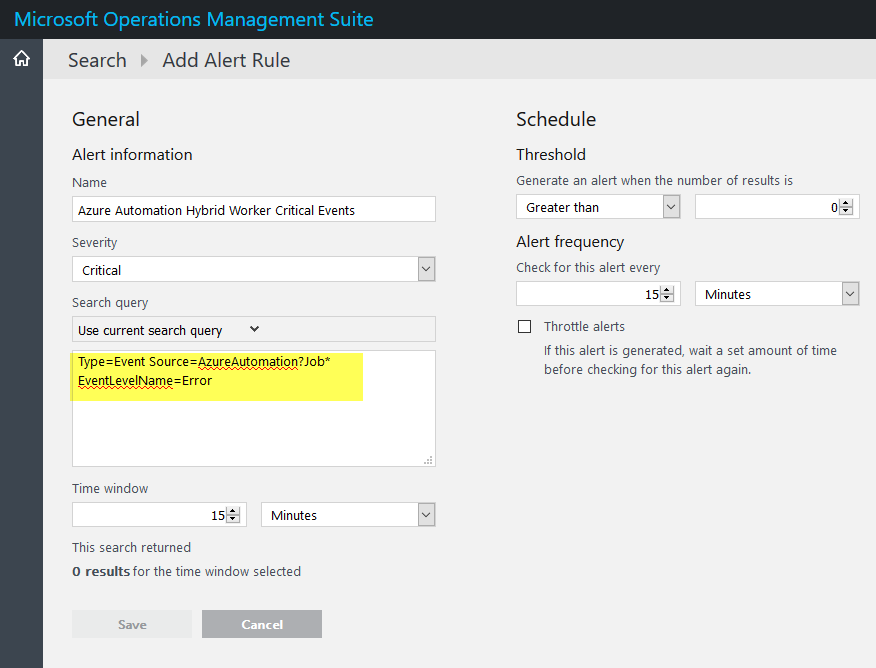 Microsoft Operations Management Suite
Search Add Alert Rule
General
Alert information
Name
Azure Automation Hybrid Worker Critical Events
Severity
Critical
Search query
Use current search query
Type=Event Source=AzureAutomation?Job*
EventLevelName=Error
Time window
15 Minutes
This search returned
0 results for the time window selected
Save Cancel
Schedule
Threshold
Generate an alert when the number of results is
Greater than 0
Alert frequency
Check for this alert every
15 Minutes
Throttle alerts
If this alert is generated, wait a set amount of time
before checking for this alert again.